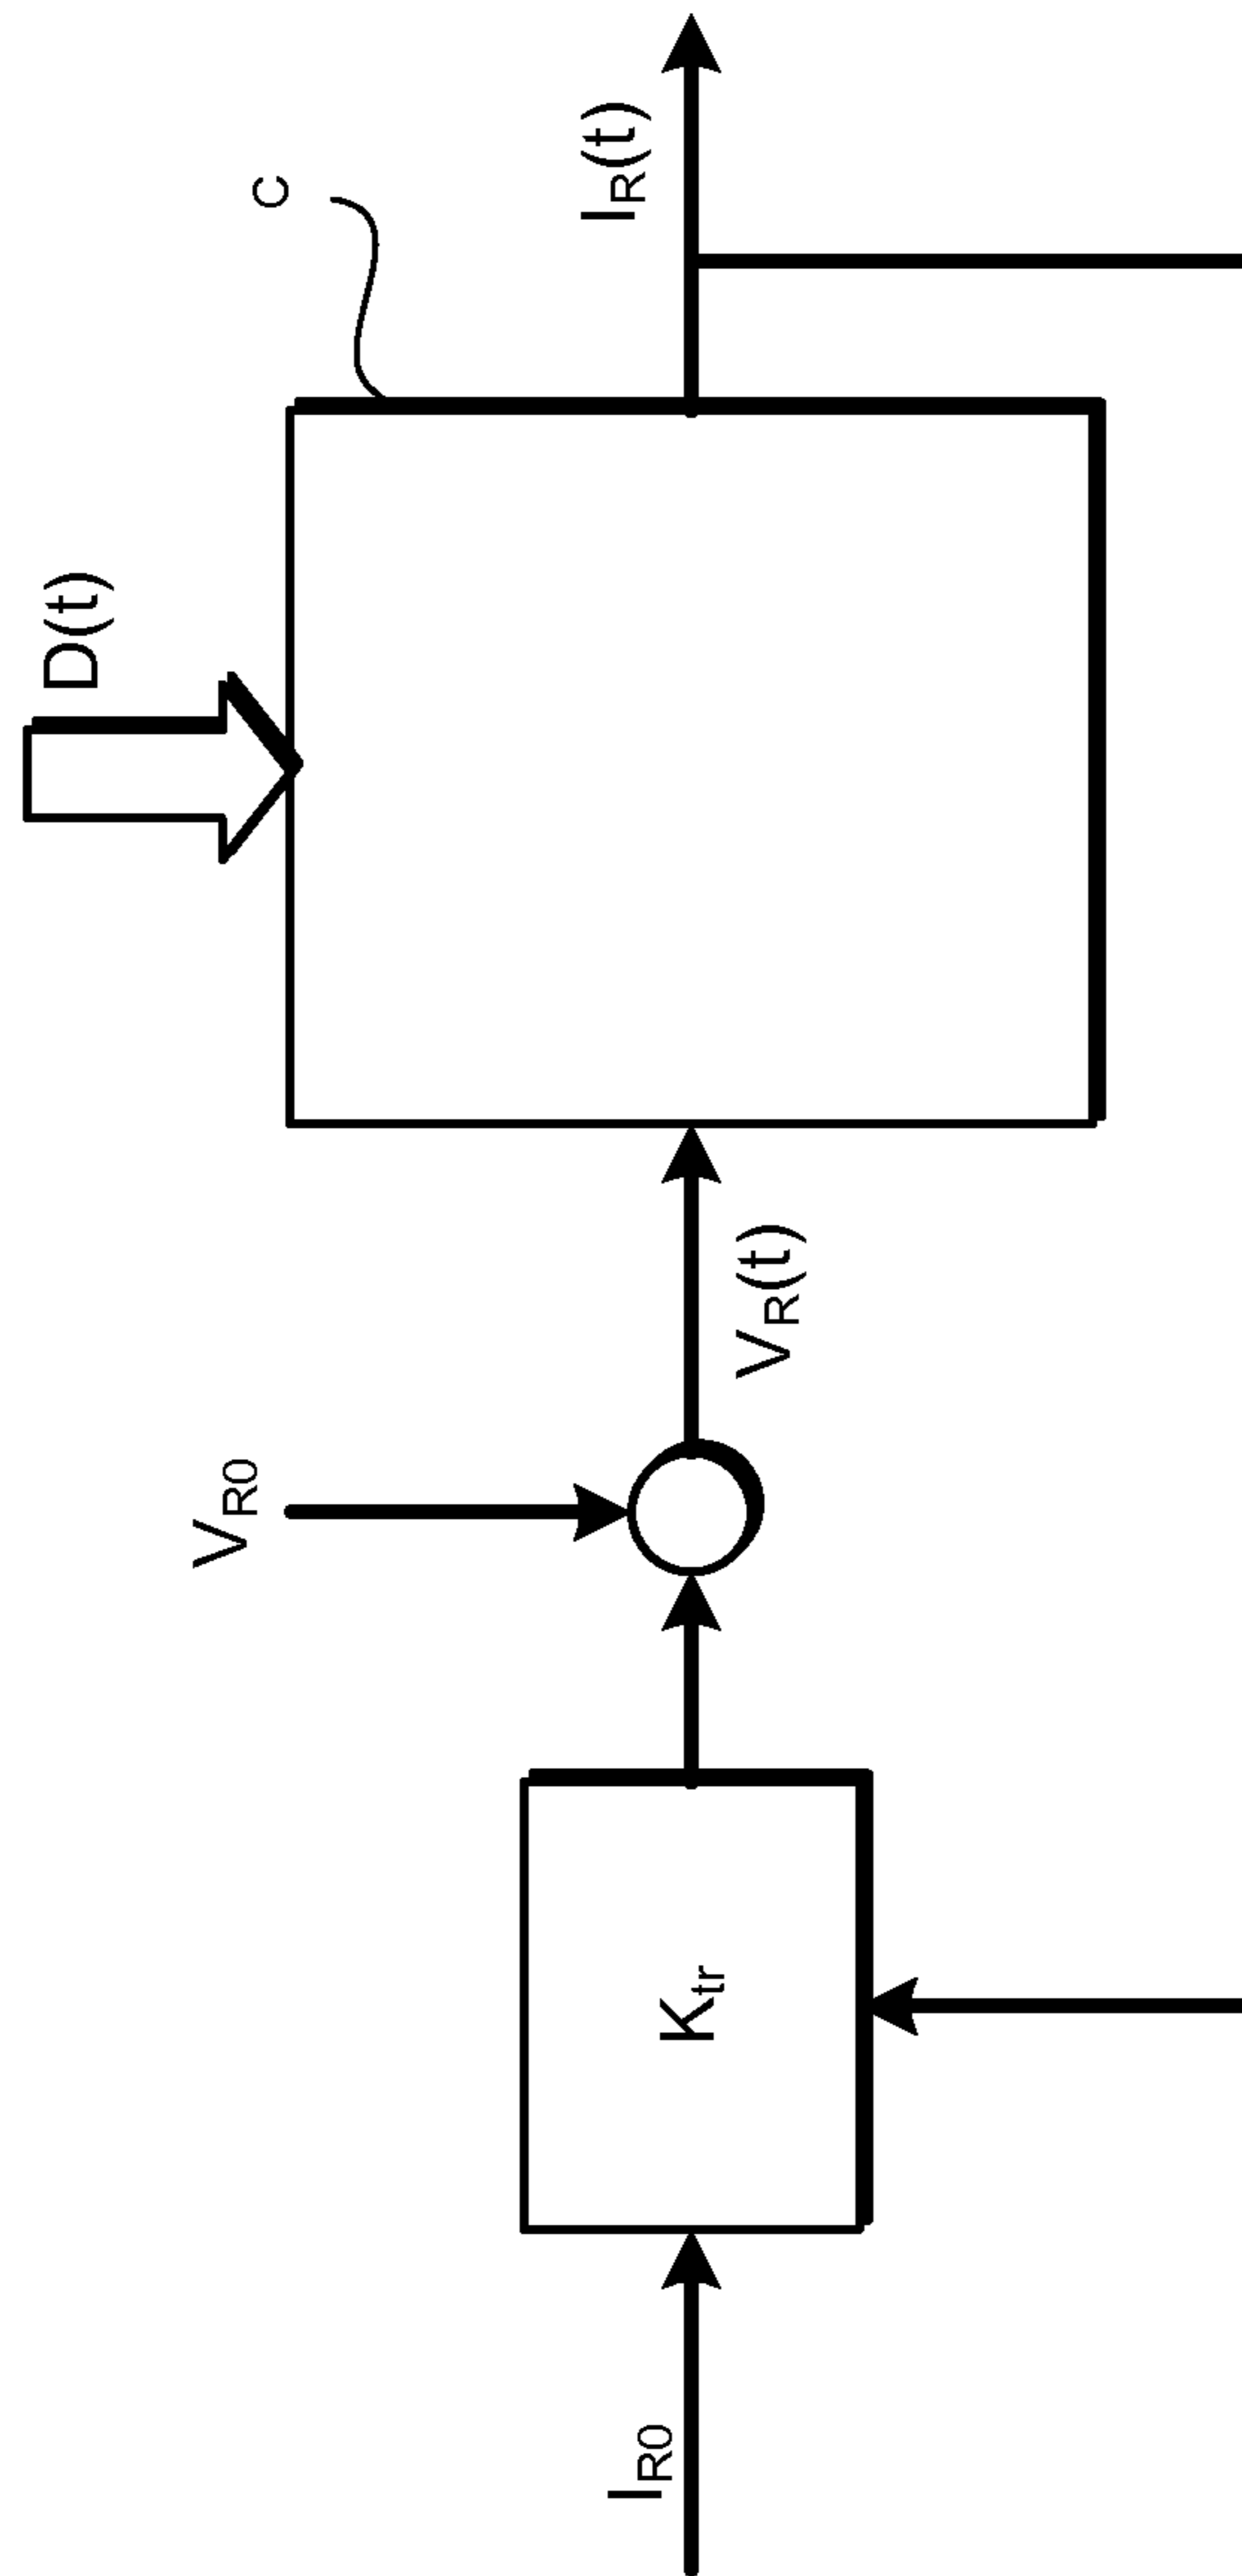 D(t)
C
I_R(t)
V_R0
V_R(t)
K_tr
I_R0